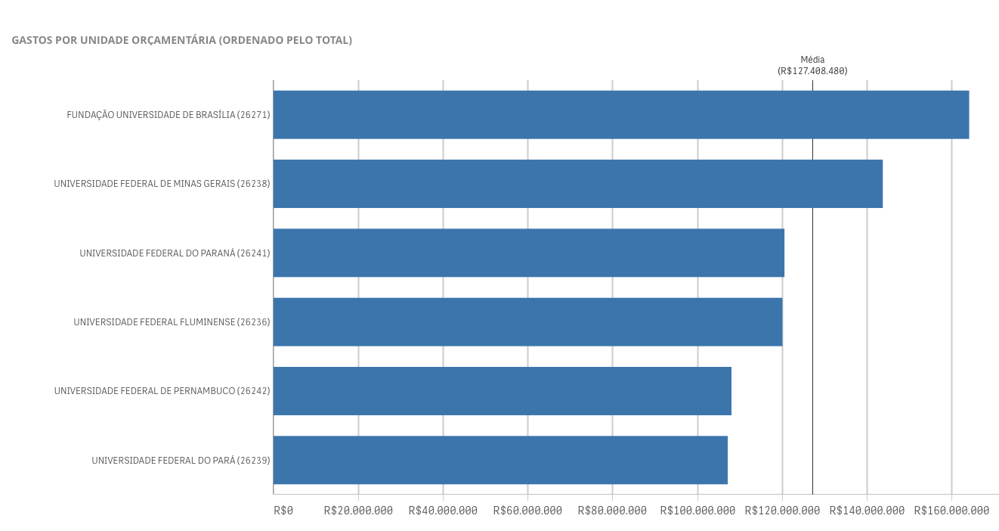 GASTOS POR UNIDADE ORÇAMENTÁRIA (ORDENADO PELO TOTAL)
Média
(R$127.408.480)
FUNDAÇÃO UNIVERSIDADE DE BRASÍLIA (26271)
UNIVERSIDADE FEDERAL DE MINAS GERAIS (26238)
UNIVERSIDADE FEDERAL DO PARANÁ (26241)
UNIVERSIDADE FEDERAL FLUMINENSE (26236)
UNIVERSIDADE FEDERAL DE PERNAMBUCO (26242)
UNIVERSIDADE FEDERAL DO PARÁ (26239)
R$0 R$20.000.000 R$40.000.000 R$60.000.000 R$80.000.000 R$100.000.000 R$120.000.000 R$140.000.000 R$160.000.000